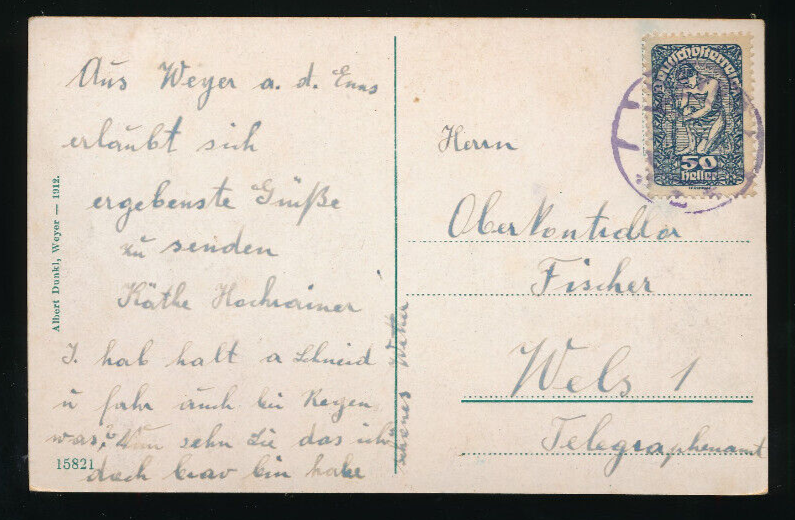 Aus Weyer a. d. Enns
erlaubt sich
ergebenste Grüße
zu senden
Käthe Hochrainer
I. hab halt a Schneid
u fahr auch bei Regen
was? Nun sehn Sie das ich
doch brav bin habe
schönes Wetter
Albert Dunkl, Weyer — 1912.
15821
Deutschösterreich
50
Heller
Herrn
Oberkontrollor
Fischer
Wels 1
Telegraphenamt